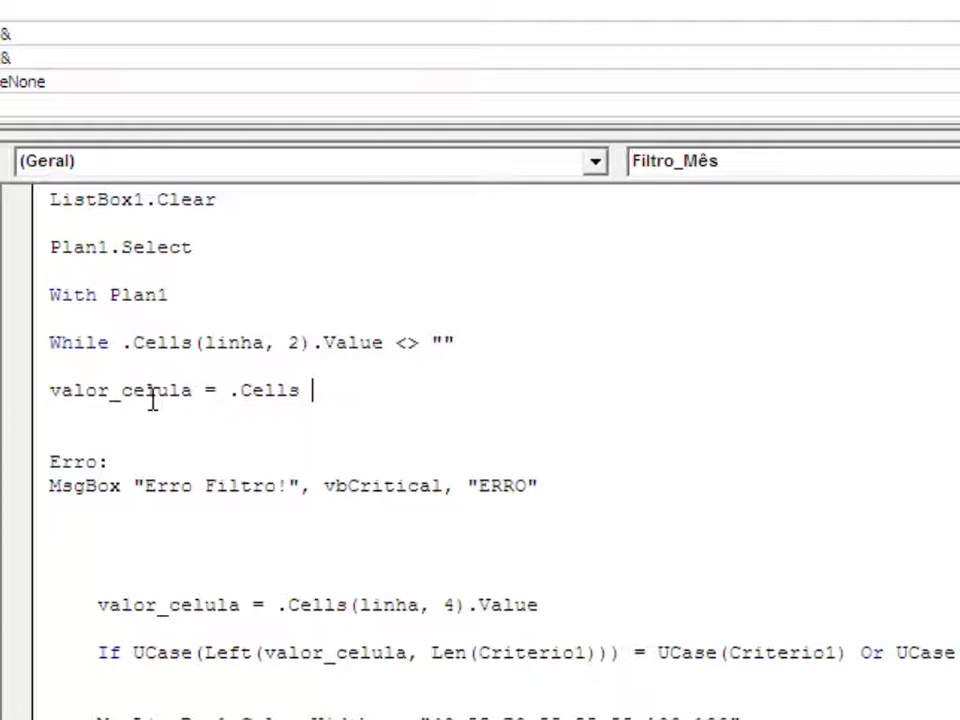 &
&
eNone
(Geral) Filtro_Mês
ListBox1.Clear
Plan1.Select
With Plan1
While .Cells(linha, 2).Value <> ""
valor_celula = .Cells
Erro:
MsgBox "Erro Filtro!", vbCritical, "ERRO"
valor_celula = .Cells(linha, 4).Value
If UCase(Left(valor_celula, Len(Criterio1))) = UCase(Criterio1) Or UCase